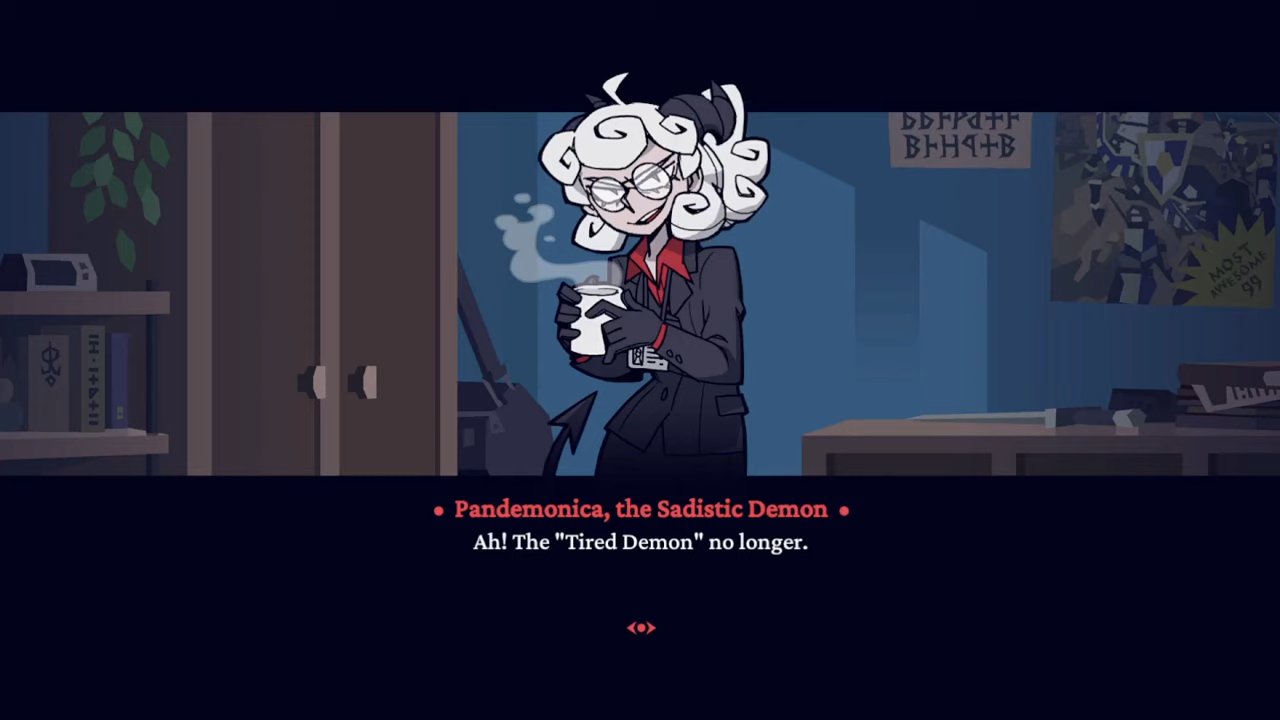 MOST
AWESOME
99
• Pandemonica, the Sadistic Demon •
Ah! The "Tired Demon" no longer.